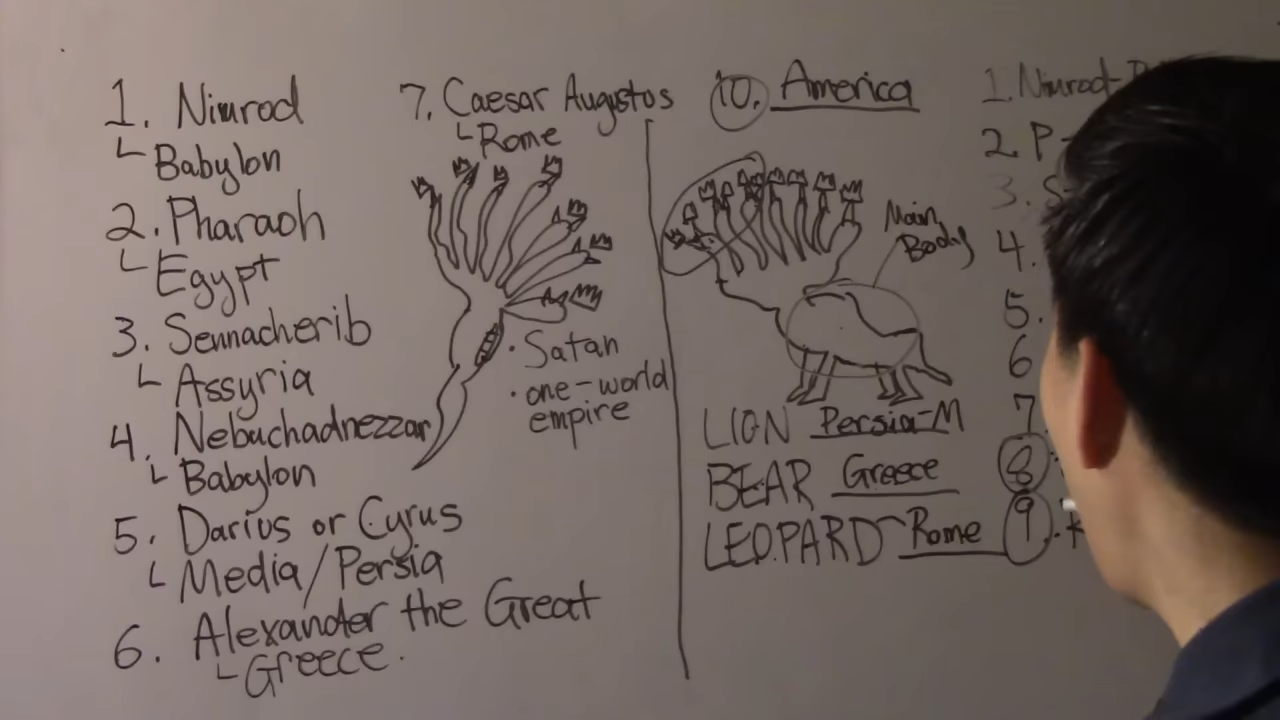 1. Nimrod
Babylon
2. Pharaoh
Egypt
3. Sennacherib
Assyria
4. Nebuchadnezzar
Babylon
5. Darius or Cyrus
Media/Persia
6. Alexander the Great
Greece.
7. Caesar Augustos
Rome
· Satan
· one-world
empire
10. America
Main
Body
LION Persia-M
BEAR Greece
LEOPARD Rome
1. Nimrod-
2 P-
3. S
4.
5.
6
7
8
9.